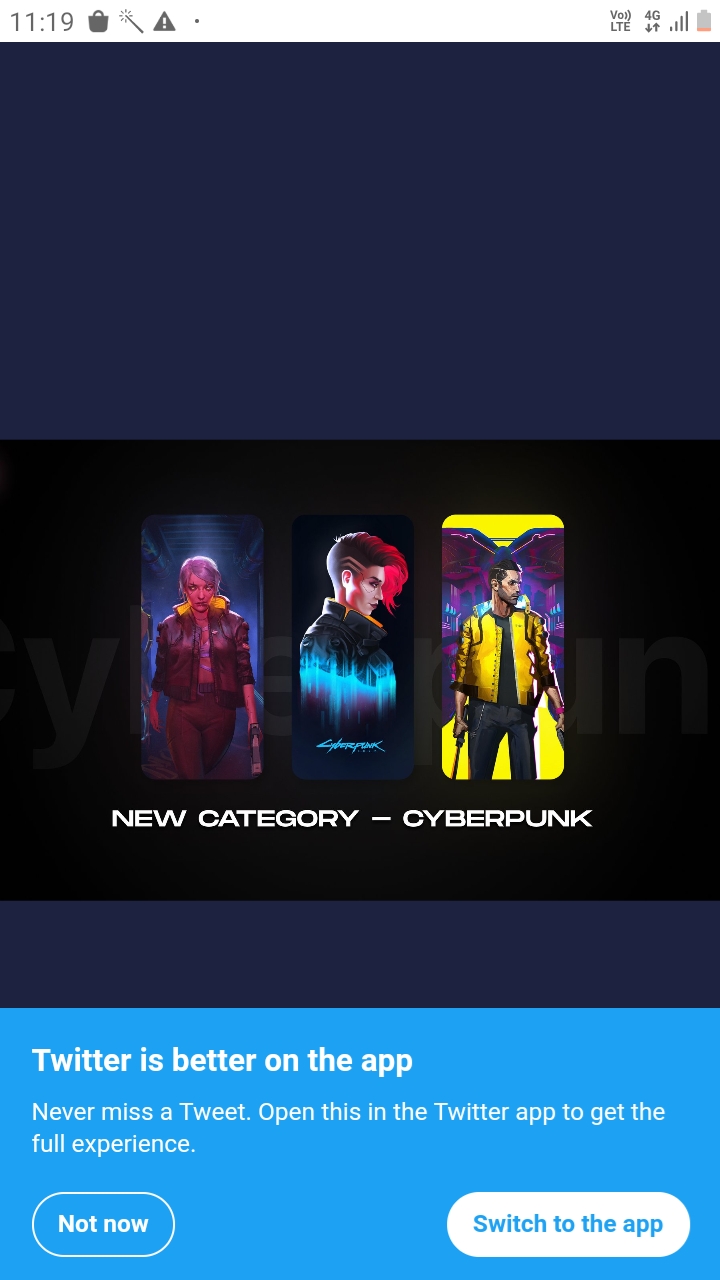 11:19
Vo))
LTE
4G
Cyberpunk
CYBERPUNK
NEW CATEGORY – CYBERPUNK
Twitter is better on the app
Never miss a Tweet. Open this in the Twitter app to get the
full experience.
Not now
Switch to the app